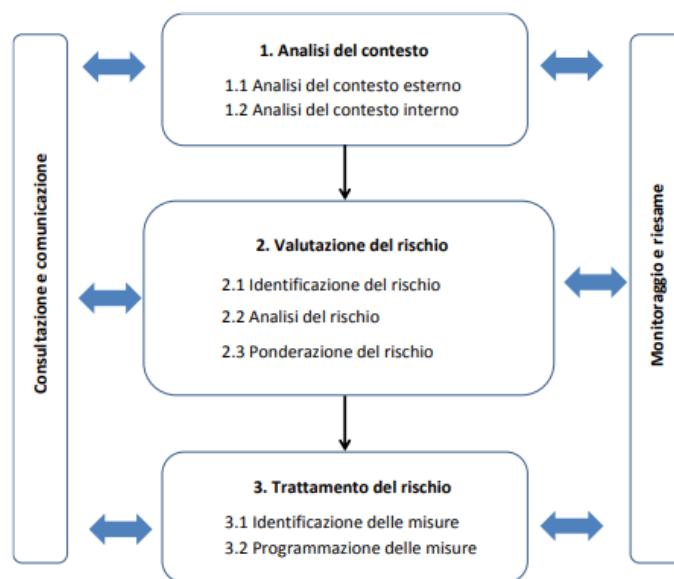 1. Analisi del contesto
1.1 Analisi del contesto esterno
1.2 Analisi del contesto interno
Consultazione e comunicazione
2. Valutazione del rischio
2.1 Identificazione del rischio
2.2 Analisi del rischio
2.3 Ponderazione del rischio
Monitoraggio e riesame
3. Trattamento del rischio
3.1 Identificazione delle misure
3.2 Programmazione delle misure